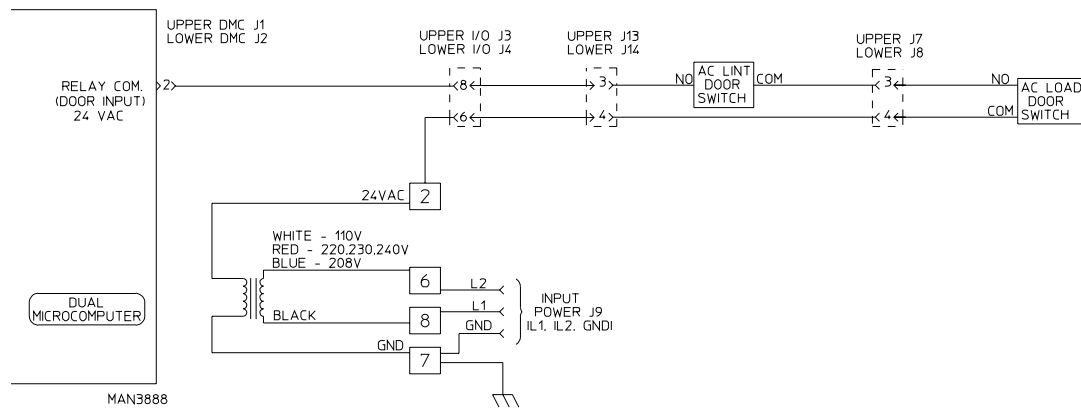 UPPER DMC J1
LOWER DMC J2
UPPER I/O J3
LOWER I/O J4
UPPER J13
LOWER J14
UPPER J7
LOWER J8
RELAY COM.
(DOOR INPUT)
24 VAC
2
8
3
NO
AC LINT
DOOR
SWITCH
COM
3
NO
AC LOAD
DOOR
SWITCH
6
4
4
COM
24VAC
2
WHITE - 110V
RED - 220,230,240V
BLUE - 208V
6
L2
BLACK
8
L1
GND
INPUT
POWER J9
(L1, L2, GND)
GND
7
DUAL
MICROCOMPUTER
MAN3888